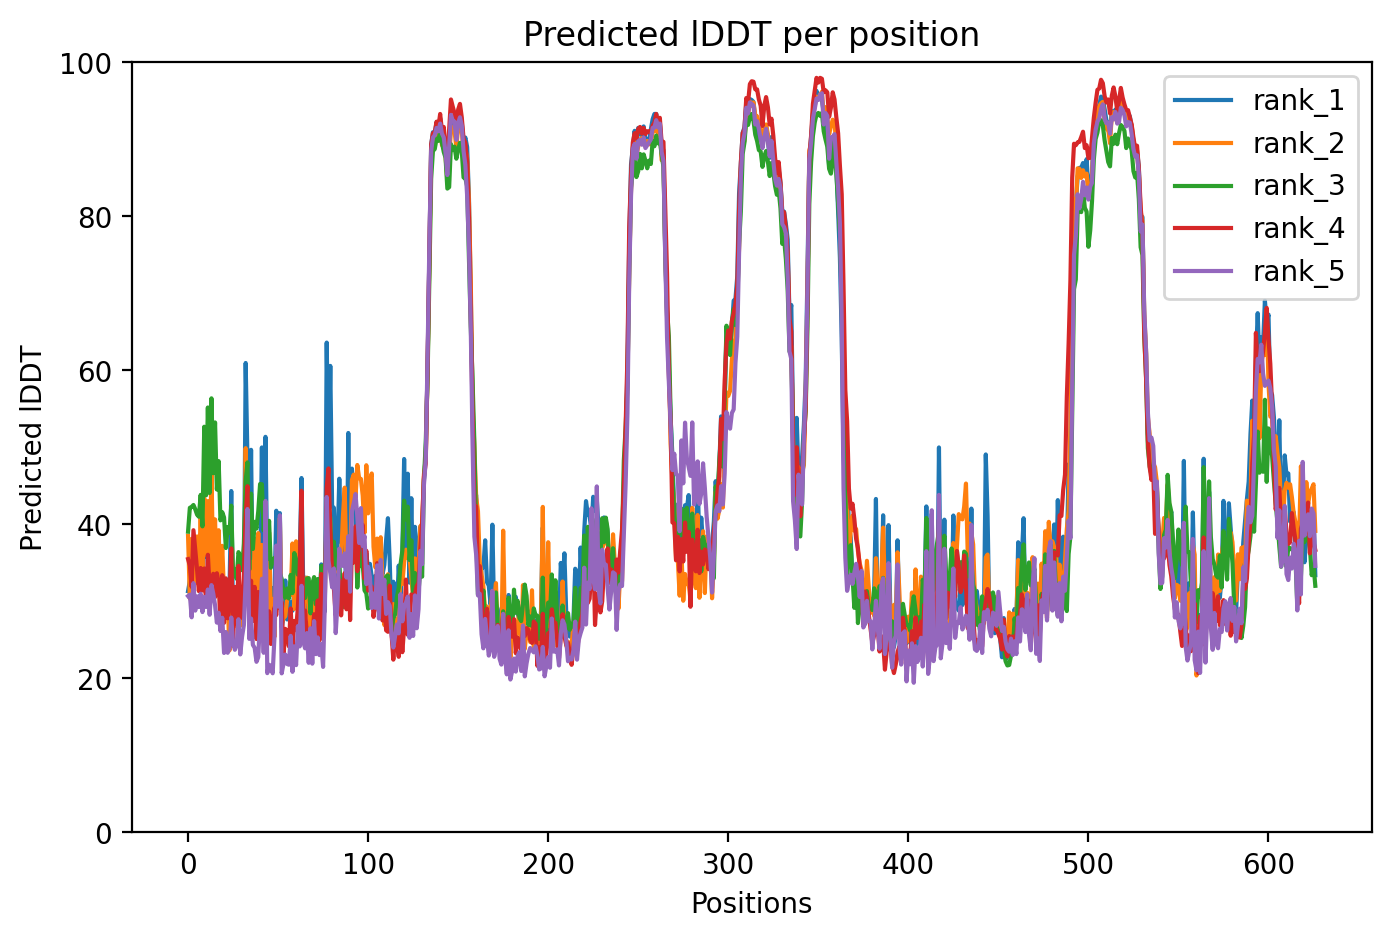 Predicted lDDT per position
100
80
60
40
20
0
Predicted lDDT
0 100 200 300 400 500 600
Positions
rank_1
rank_2
rank_3
rank_4
rank_5